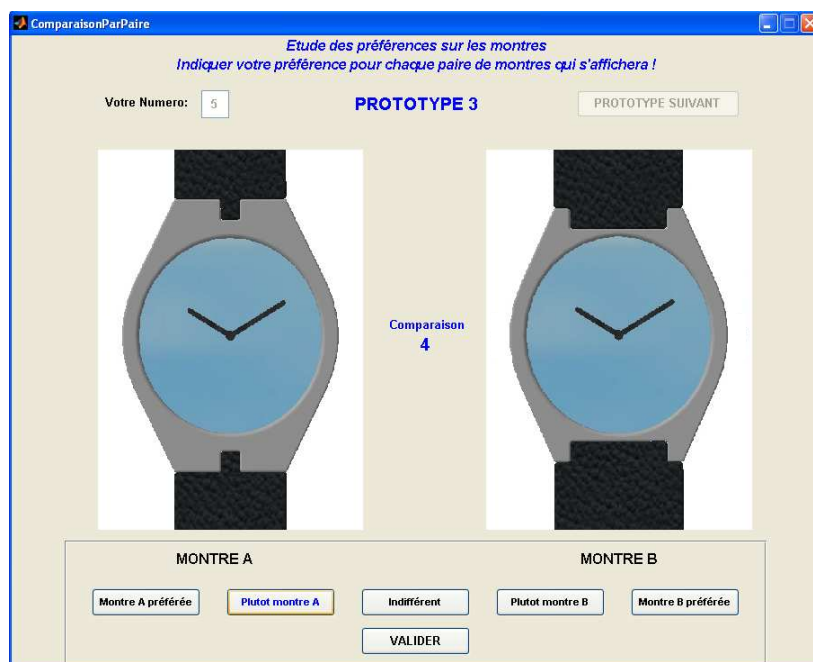 ComparaisonParPaire
Etude des préférences sur les montres
Indiquer votre préférence pour chaque paire de montres qui s'affichera !
Votre Numero: 5 PROTOTYPE 3 PROTOTYPE SUIVANT
Comparaison
4
MONTRE A MONTRE B
Montre A préférée Plutot montre A Indifférent Plutot montre B Montre B préférée
VALIDER